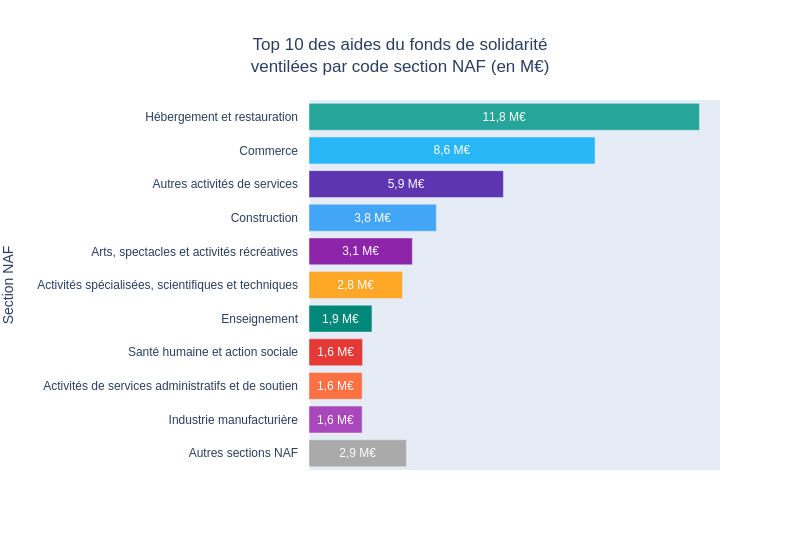 Top 10 des aides du fonds de solidarité
ventilées par code section NAF (en M€)
Section NAF
Hébergement et restauration 11,8 M€
Commerce 8,6 M€
Autres activités de services 5,9 M€
Construction 3,8 M€
Arts, spectacles et activités récréatives 3,1 M€
Activités spécialisées, scientifiques et techniques 2,8 M€
Enseignement 1,9 M€
Santé humaine et action sociale 1,6 M€
Activités de services administratifs et de soutien 1,6 M€
Industrie manufacturière 1,6 M€
Autres sections NAF 2,9 M€